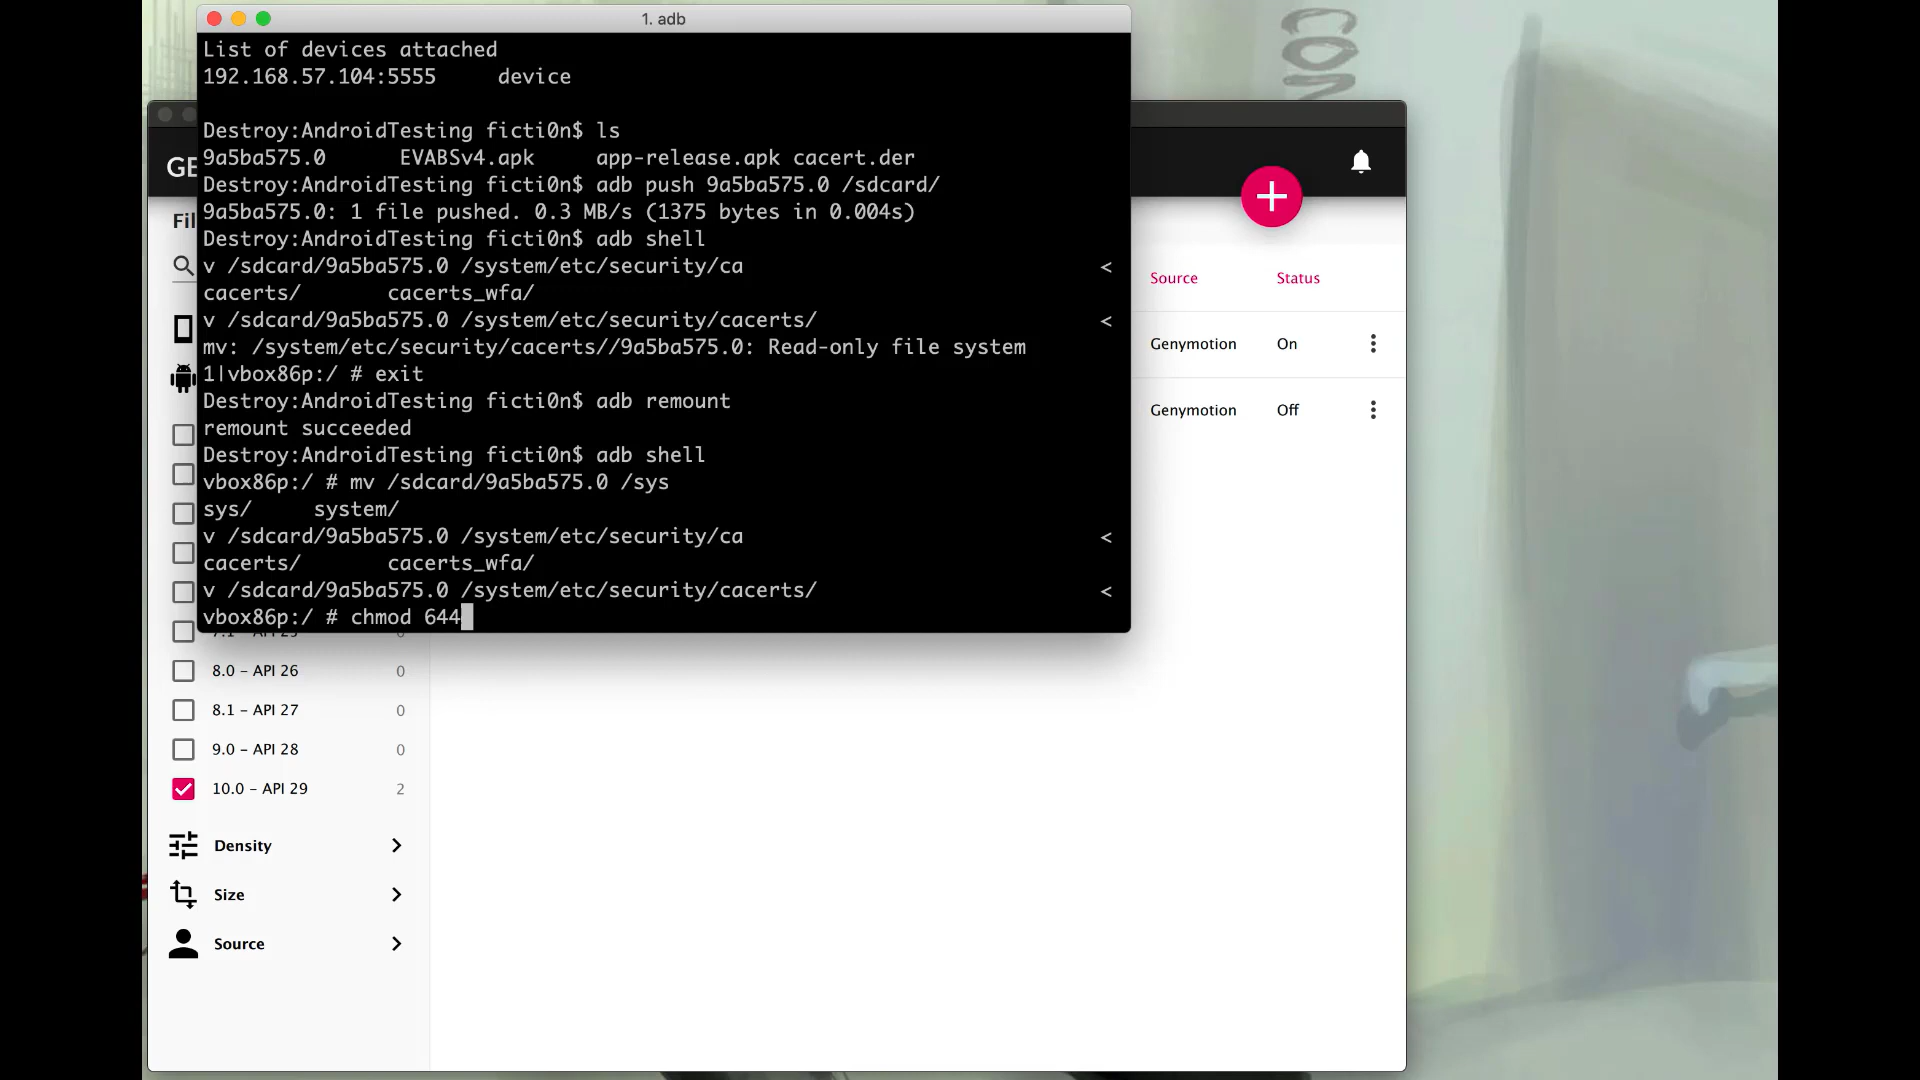 1. adb
List of devices attached
192.168.57.104:5555     device
Destroy:AndroidTesting ficti0n$ ls
9a5ba575.0      EVABSv4.apk     app-release.apk cacert.der
Destroy:AndroidTesting ficti0n$ adb push 9a5ba575.0 /sdcard/
9a5ba575.0: 1 file pushed. 0.3 MB/s (1375 bytes in 0.004s)
Destroy:AndroidTesting ficti0n$ adb shell
v /sdcard/9a5ba575.0 /system/etc/security/ca                             <
cacerts/       cacerts_wfa/
v /sdcard/9a5ba575.0 /system/etc/security/cacerts/                       <
mv: /system/etc/security/cacerts//9a5ba575.0: Read-only file system
1|vbox86p:/ # exit
Destroy:AndroidTesting ficti0n$ adb remount
remount succeeded
Destroy:AndroidTesting ficti0n$ adb shell
vbox86p:/ # mv /sdcard/9a5ba575.0 /sys
sys/     system/
v /sdcard/9a5ba575.0 /system/etc/security/ca                             <
cacerts/       cacerts_wfa/
v /sdcard/9a5ba575.0 /system/etc/security/cacerts/                       <
vbox86p:/ # chmod 644
GE
Fil
Source Status
Genymotion On
Genymotion Off
8.0 – API 26 0
8.1 – API 27 0
9.0 – API 28 0
10.0 – API 29 2
Density
Size
Source
CON